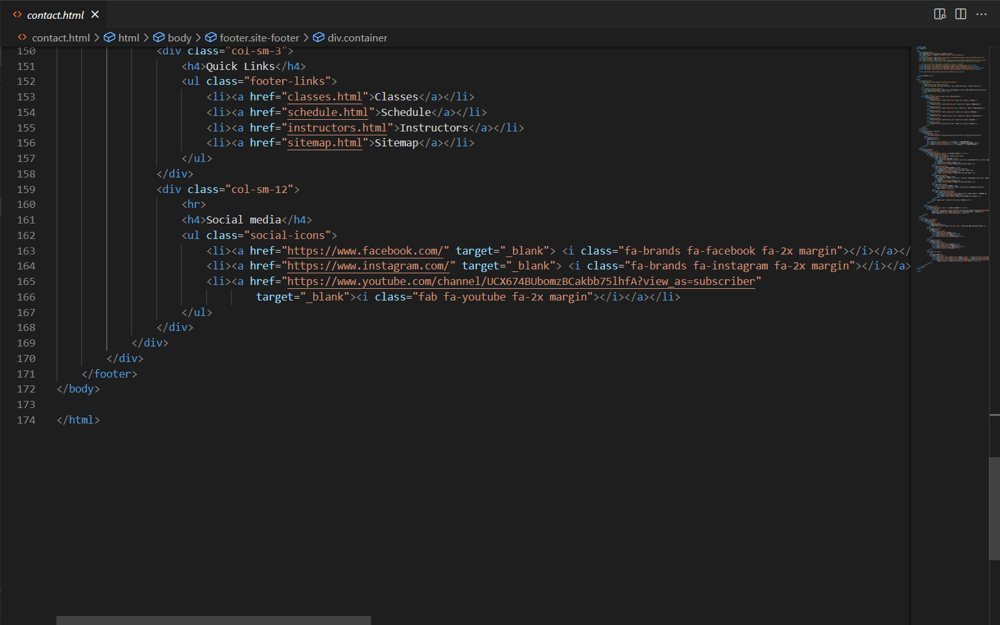 contact.html
contact.html > html > body > footer.site-footer > div.container
150 <div class="col-sm-3">
151 <h4>Quick Links</h4>
152 <ul class="footer-links">
153 <li><a href="classes.html">Classes</a></li>
154 <li><a href="schedule.html">Schedule</a></li>
155 <li><a href="instructors.html">Instructors</a></li>
156 <li><a href="sitemap.html">Sitemap</a></li>
157 </ul>
158 </div>
159 <div class="col-sm-12">
160 <hr>
161 <h4>Social media</h4>
162 <ul class="social-icons">
163 <li><a href="https://www.facebook.com/" target="_blank"> <i class="fa-brands fa-facebook fa-2x margin"></i></a></
164 <li><a href="https://www.instagram.com/" target="_blank"> <i class="fa-brands fa-instagram fa-2x margin"></i></a>
165 <li><a href="https://www.youtube.com/channel/UCX674BUbomzBCakbb75lhfA?view_as=subscriber"
166 target="_blank"><i class="fab fa-youtube fa-2x margin"></i></a></li>
167 </ul>
168 </div>
169 </div>
170 </div>
171 </footer>
172 </body>
173
174 </html>